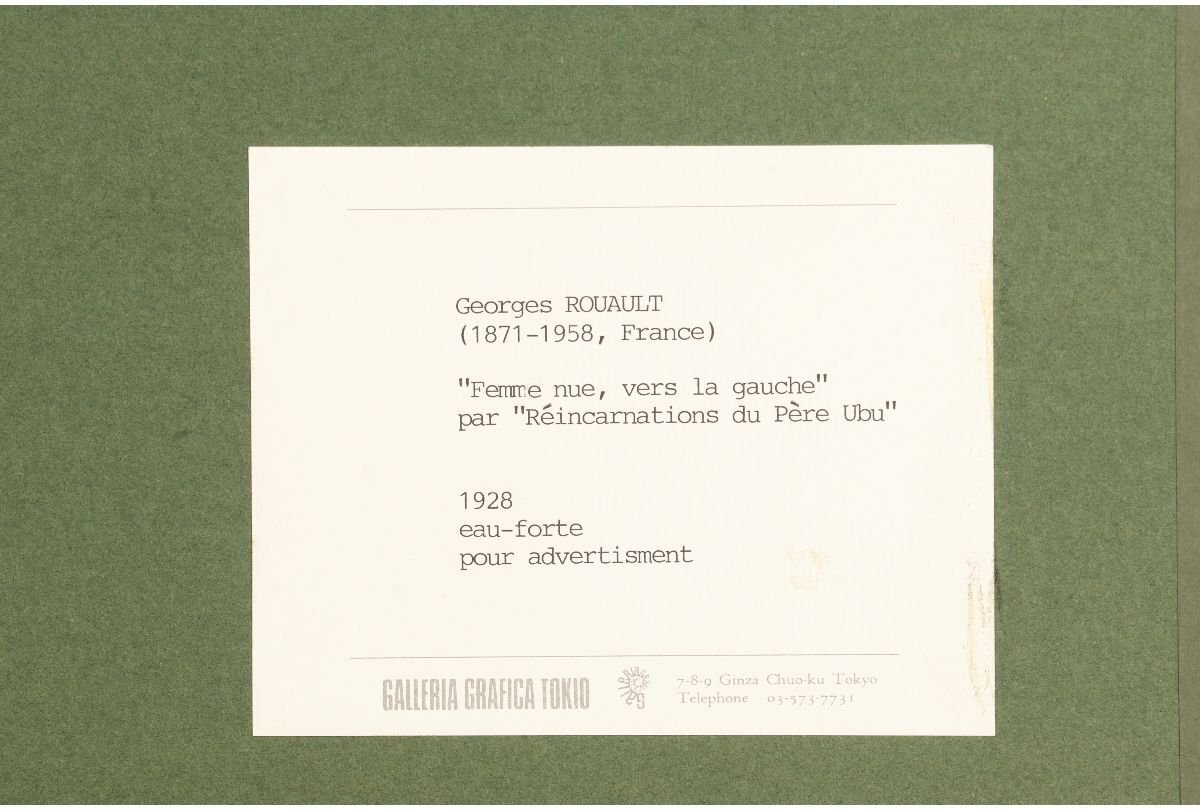 Georges ROUAULT
(1871-1958, France)
"Femme nue, vers la gauche"
par "Réincarnations du Père Ubu"
1928
eau-forte
pour advertisment
GALLERIA GRAFICA TOKIO
7-8-9 Ginza Chuo-ku Tokyo
Telephone 03-573-7731